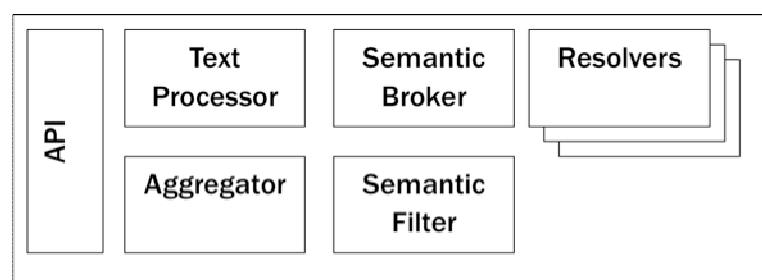 API
Text
Processor
Semantic
Broker
Resolvers
Aggregator
Semantic
Filter